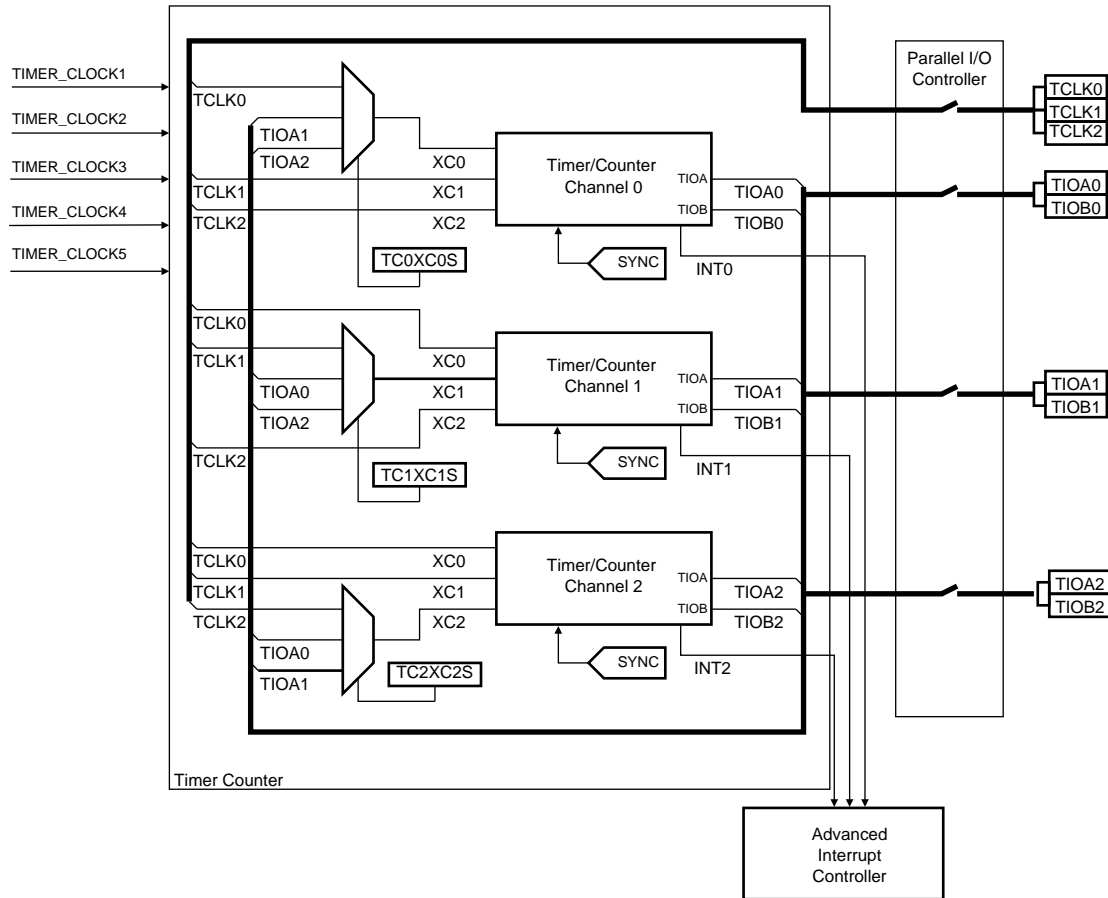 Parallel I/O
Controller
TIMER_CLOCK1
TIMER_CLOCK2
TIMER_CLOCK3
TIMER_CLOCK4
TIMER_CLOCK5
TCLK0
TIOA1
TIOA2
TCLK1
TCLK2
XC0
XC1
XC2
TC0XC0S
Timer/Counter
Channel 0
TIOA
TIOB
TIOA0
TIOB0
SYNC
INT0
TCLK0
TCLK1
TCLK2
TIOA0
TIOB0
TCLK0
TCLK1
TIOA0
TIOA2
TCLK2
XC0
XC1
XC2
TC1XC1S
Timer/Counter
Channel 1
TIOA
TIOB
TIOA1
TIOB1
SYNC
INT1
TIOA1
TIOB1
TCLK0
TCLK1
TCLK2
TIOA0
TIOA1
XC0
XC1
XC2
TC2XC2S
Timer/Counter
Channel 2
TIOA
TIOB
TIOA2
TIOB2
SYNC
INT2
TIOA2
TIOB2
Timer Counter
Advanced
Interrupt
Controller